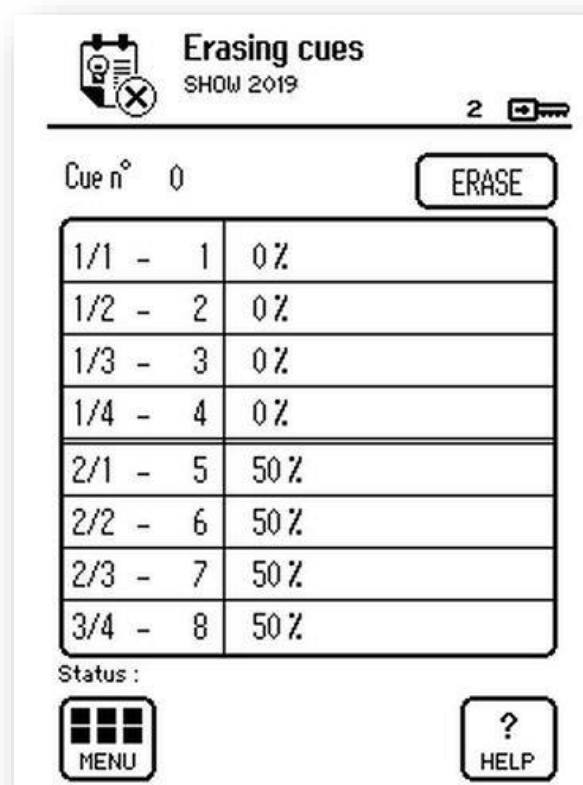 Erasing cues
SHOW 2019
2
Cue n° 0
ERASE
1/1 - 1 0 %
1/2 - 2 0 %
1/3 - 3 0 %
1/4 - 4 0 %
2/1 - 5 50 %
2/2 - 6 50 %
2/3 - 7 50 %
3/4 - 8 50 %
Status :
MENU
?
HELP